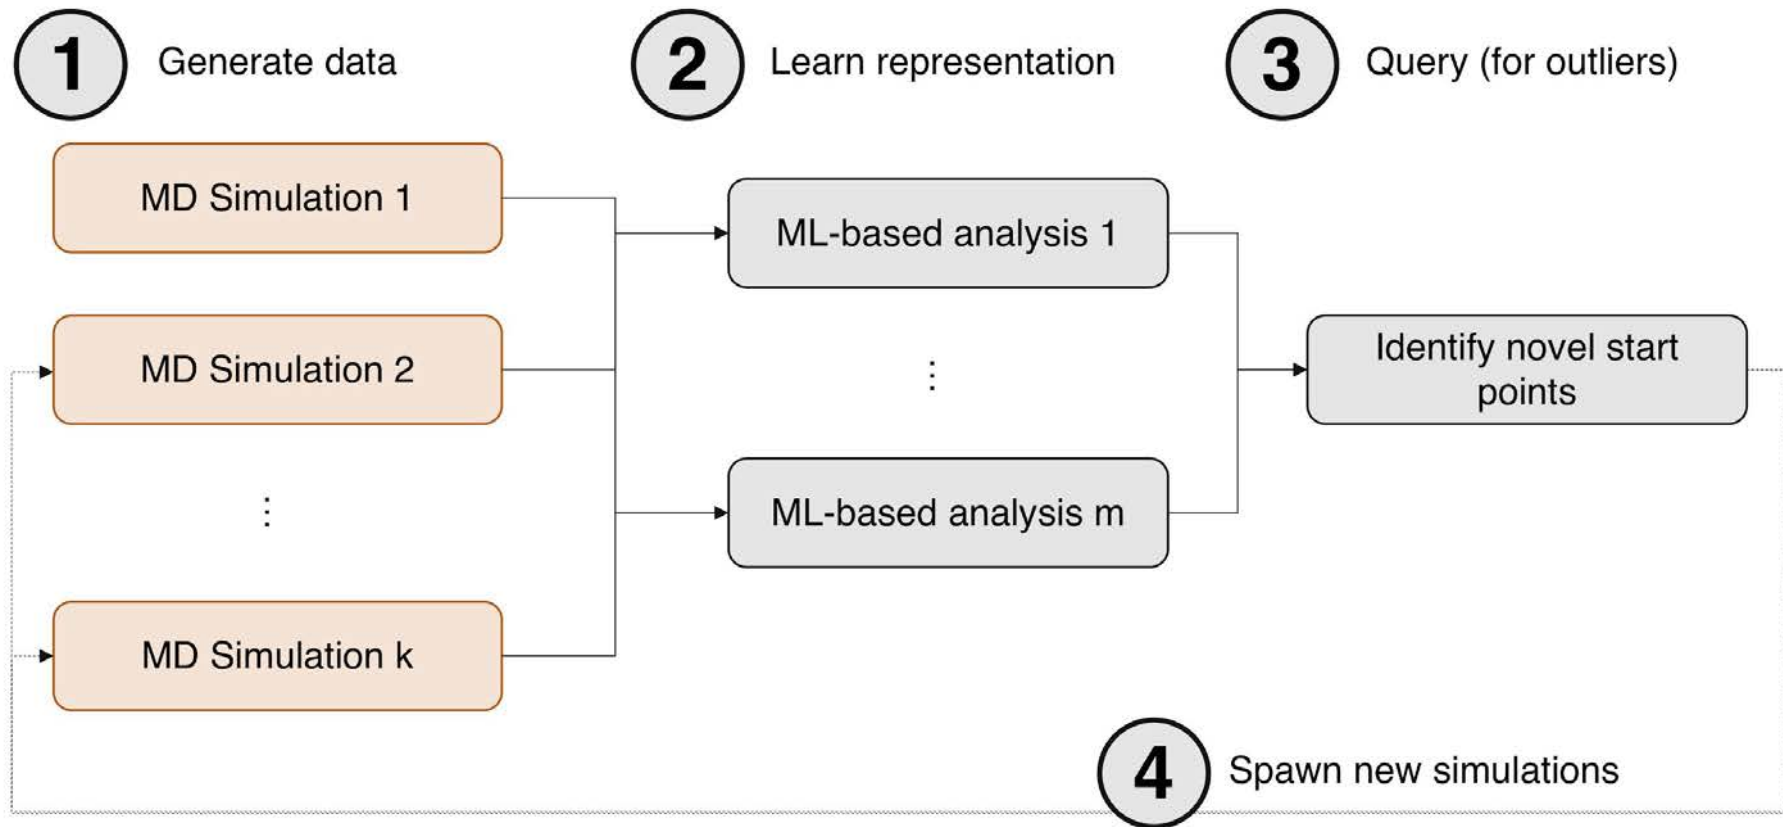 1 Generate data
2 Learn representation
3 Query (for outliers)
MD Simulation 1
ML-based analysis 1
MD Simulation 2
⋮
Identify novel start
points
⋮
ML-based analysis m
MD Simulation k
4 Spawn new simulations